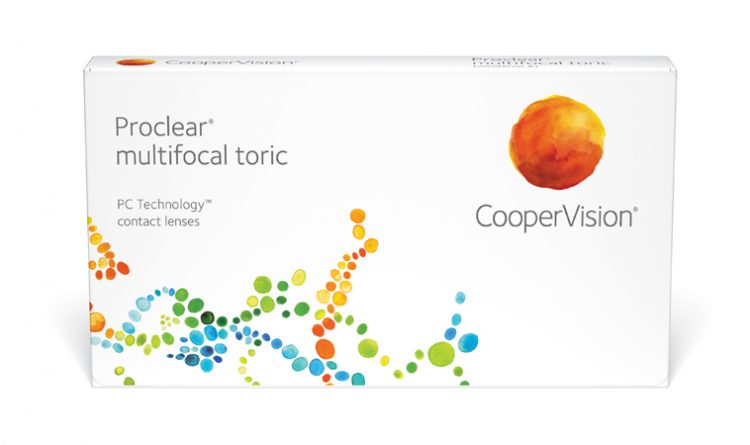 CooperVision®
Proclear®
multifocal toric
Proclear®
multifocal toric
PC Technology™
contact lenses
CooperVision®